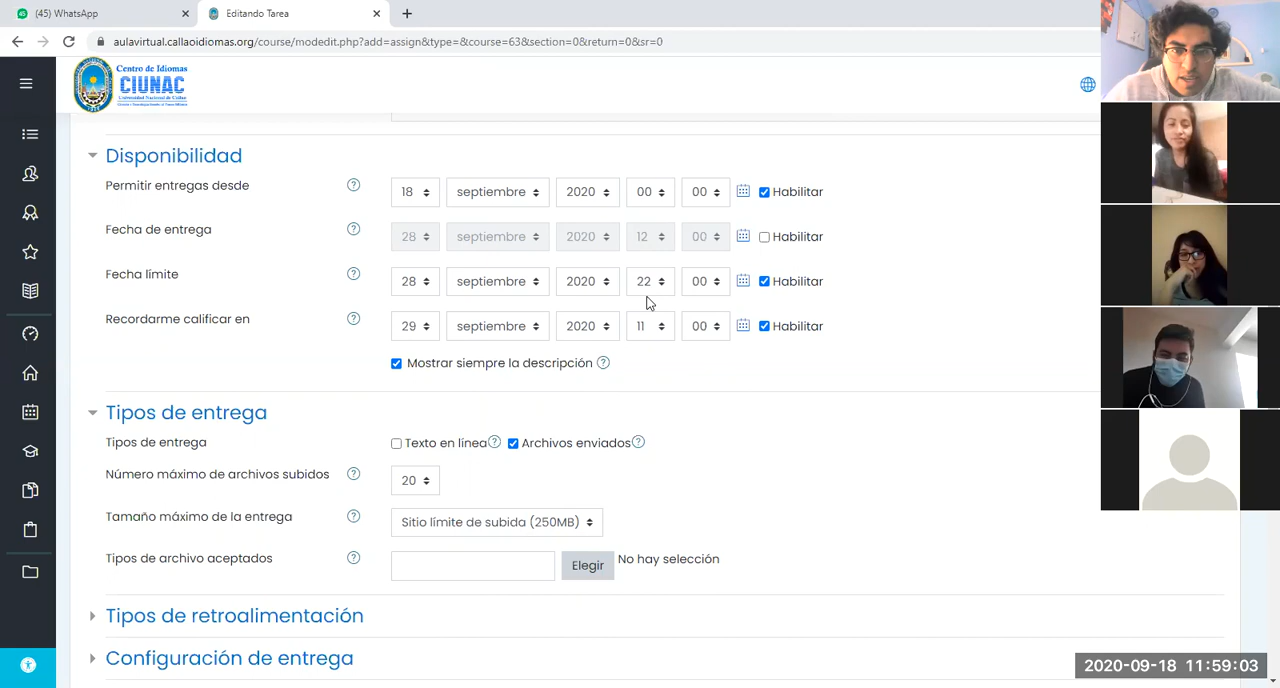 (45) WhatsApp
Editando Tarea
aulavirtual.callaoidiomas.org/course/modedit.php?add=assign&type=&course=63&section=0&return=0&sr=0
Centro de Idiomas
CIUNAC
Universidad Nacional del Callao
Disponibilidad
Permitir entregas desde ? 18 septiembre 2020 00 00 Habilitar
Fecha de entrega ? 28 septiembre 2020 12 00 Habilitar
Fecha límite ? 28 septiembre 2020 22 00 Habilitar
Recordarme calificar en ? 29 septiembre 2020 11 00 Habilitar
Mostrar siempre la descripción ?
Tipos de entrega
Tipos de entrega Texto en línea ? Archivos enviados ?
Número máximo de archivos subidos ? 20
Tamaño máximo de la entrega ? Sitio límite de subida (250MB)
Tipos de archivo aceptados ? Elegir No hay selección
Tipos de retroalimentación
Configuración de entrega
2020-09-18 11:59:03